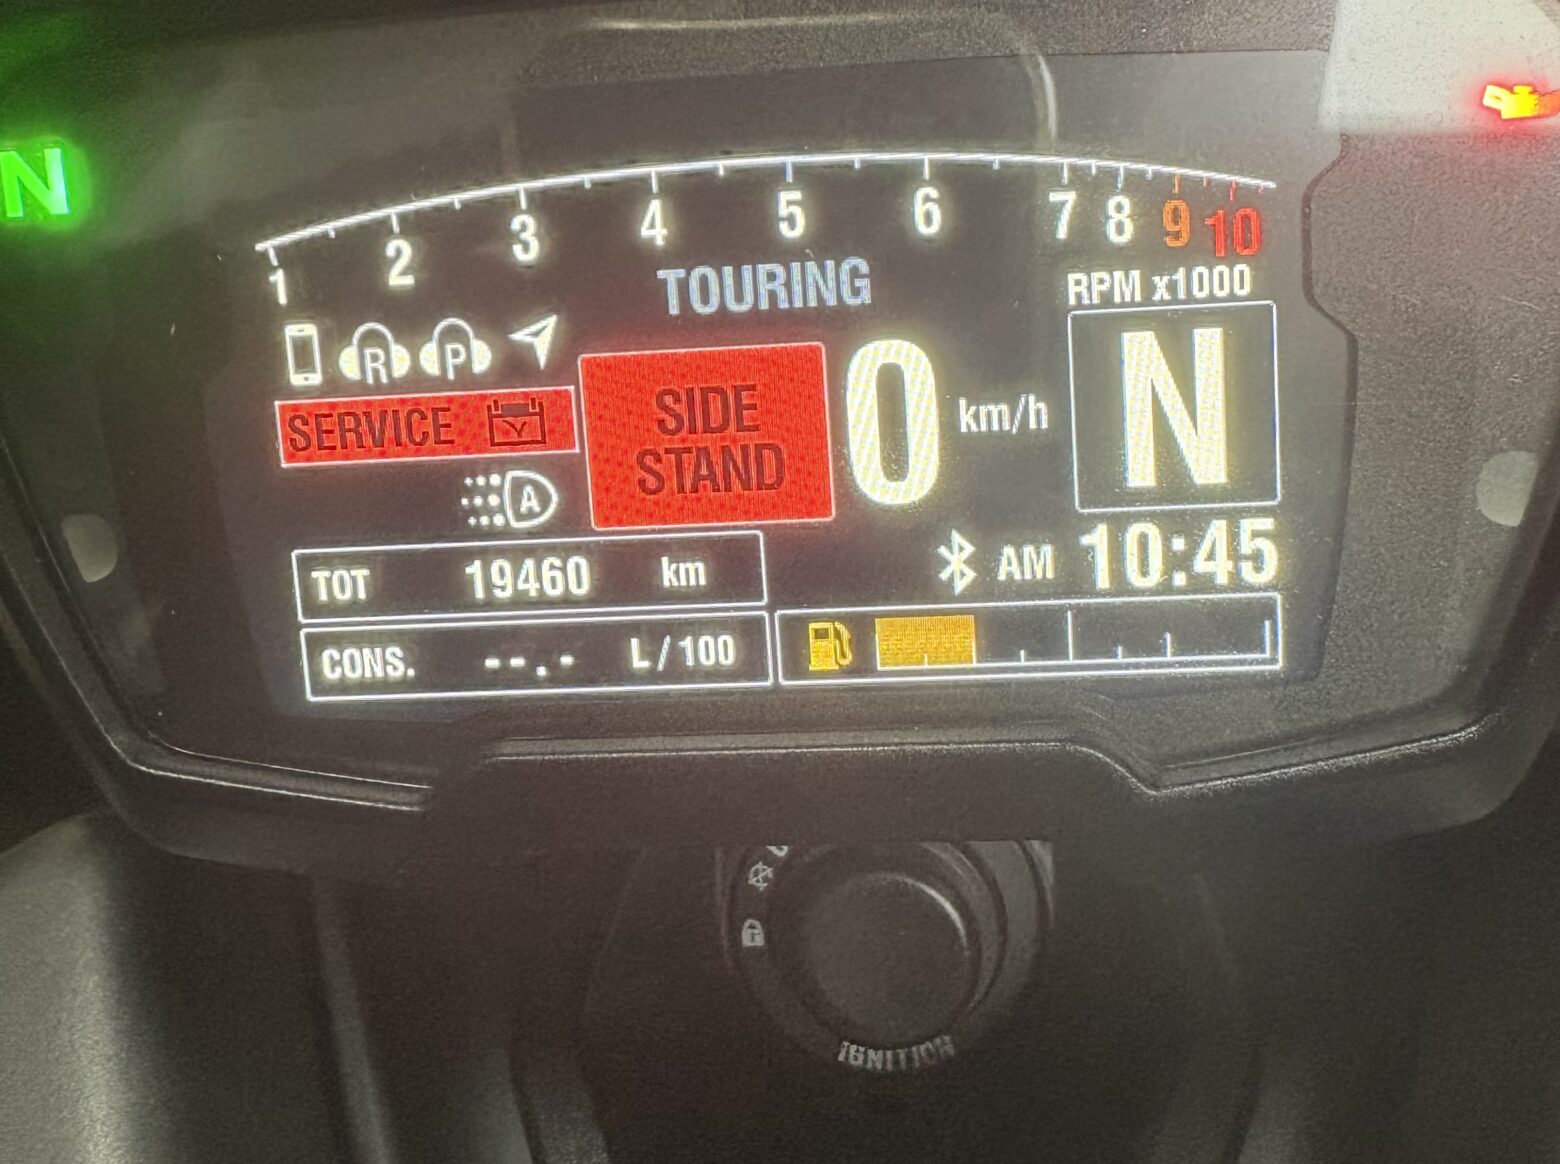 N
1 2 3 4 5 6 7 8 9 10
TOURING
RPM x1000
R P
SERVICE
SIDE
STAND
0 km/h
N
A
TOT 19460 km
AM 10:45
CONS. --.- L/100
IGNITION